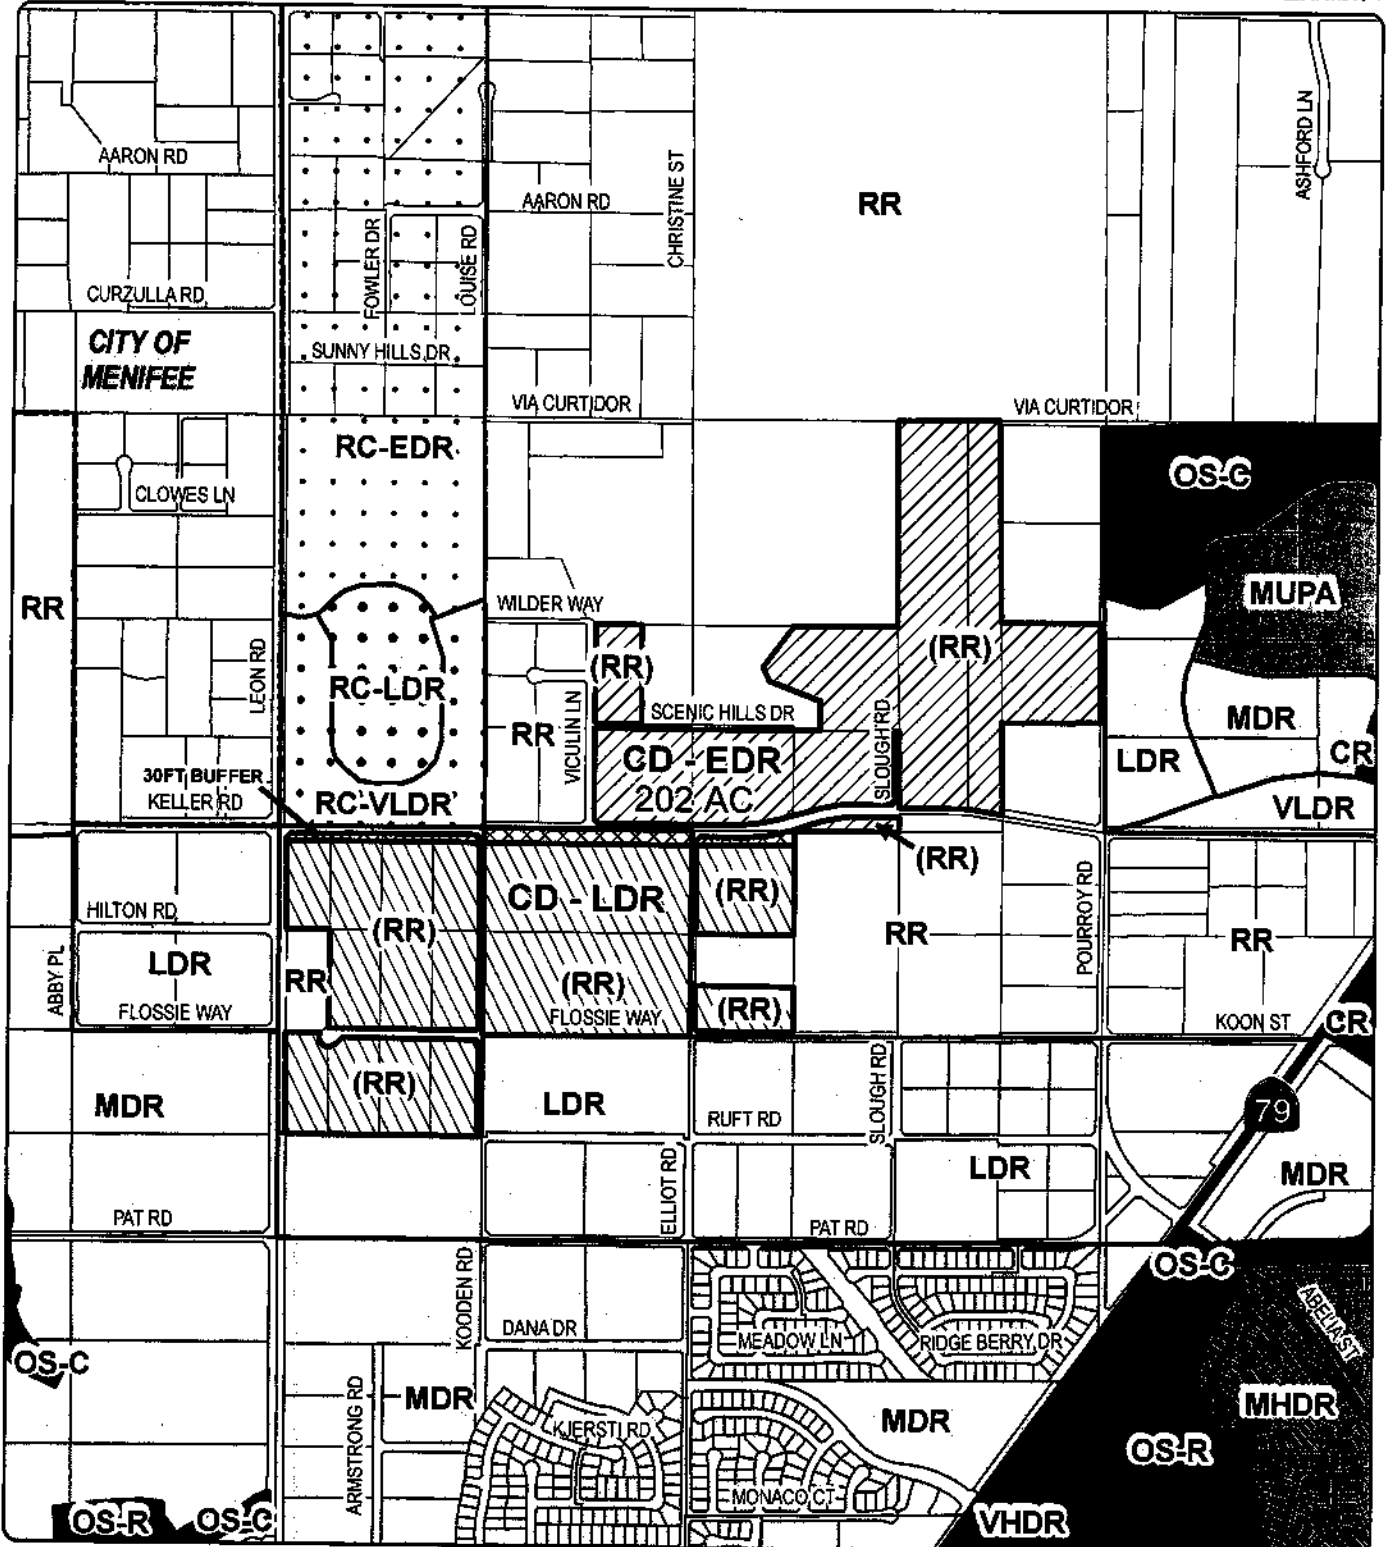 AARON RD
CHRISTINE ST
ASHFORD LN
AARON RD
RR
FOWLER DR
LOUISE RD
CURZULLA RD
CITY OF
MENIFEE
SUNNY HILLS DR
VIA CURTIDOR
VIA CURTIDOR
RC-EDR
OS-C
CLOWES LN
MUPA
RR
WILDER WAY
(RR)
(RR)
LEON RD
RC-LDR
SCENIC HILLS DR
MDR
VICULIN LN
RR
SLOUGH RD
CD - EDR
202 AC
LDR
CR
30FT BUFFER
KELLER RD
RC-VLDR
VLDR
(RR)
HILTON RD
CD - LDR
(RR)
(RR)
RR
POURROY RD
RR
ABBY PL
LDR
RR
(RR)
FLOSSIE WAY
FLOSSIE WAY
(RR)
KOON ST
CR
(RR)
MDR
LDR
RUFT RD
SLOUGH RD
79
LDR
MDR
ELLIOT RD
PAT RD
PAT RD
OS-C
KOODEN RD
DANA DR
MEADOW LN
RIDGE BERRY DR
ABELIA ST
OS-C
ARMSTRONG RD
MDR
KJERSTI RD
MDR
MHDR
OS-R
MONACO CT
OS-R
OS-C
VHDR